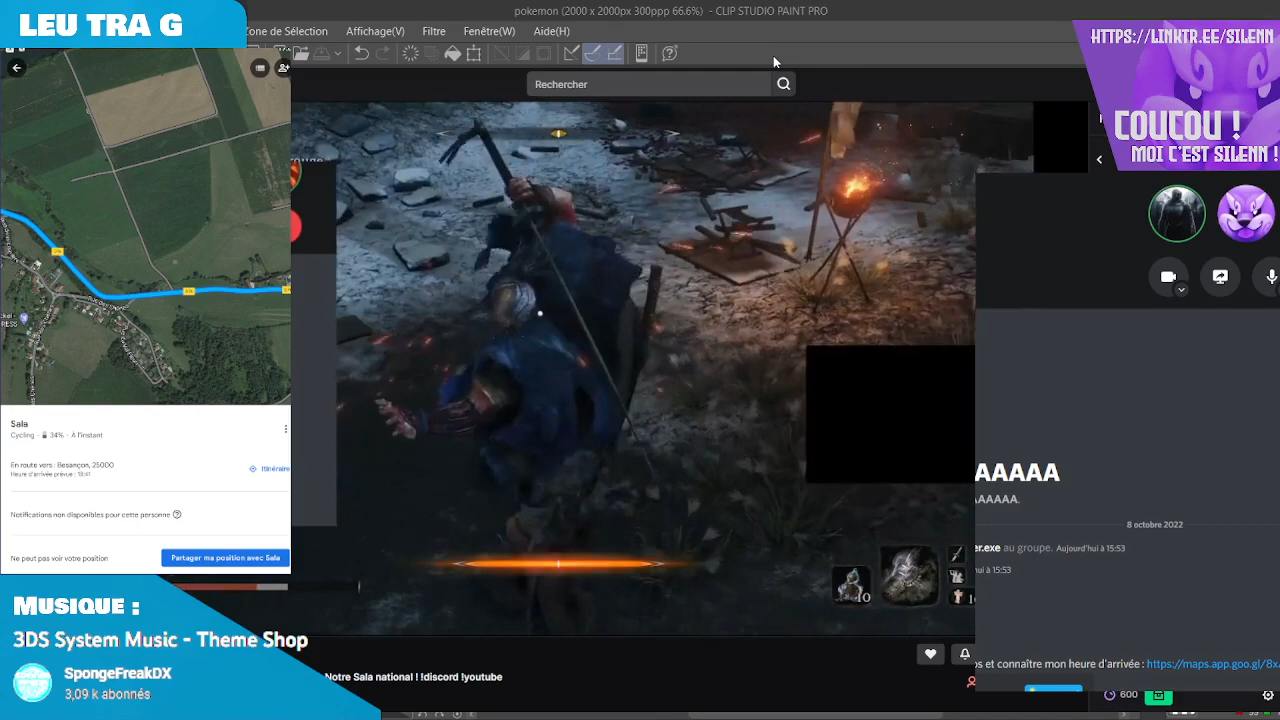 pokemon (2000 x 2000px 300ppp 66.6%) - CLIP STUDIO PAINT PRO
LEU TRA G
Zone de Sélection Affichage(V) Filtre Fenêtre(W) Aide(H)
Rechercher
HTTPS://LINKTR.EE/SILENN
COUCOU !
MOI C'EST SILENN !
10
Sala
Cycling · 34% · À l'instant
En route vers : Besançon, 25000
Heure d'arrivée prévue : 18:41
Itinéraire
Notifications non disponibles pour cette personne
Ne peut pas voir votre position
Partager ma position avec Sala
AAAAA
AAAAAA.
8 octobre 2022
er.exe au groupe. Aujourd'hui à 15:53
hui à 15:53
os et connaître mon heure d'arrivée : https://maps.app.goo.gl/8x
600
MUSIQUE :
3DS System Music - Theme Shop
SpongeFreakDX
3,09 k abonnés
Notre Sala national ! !discord !youtube